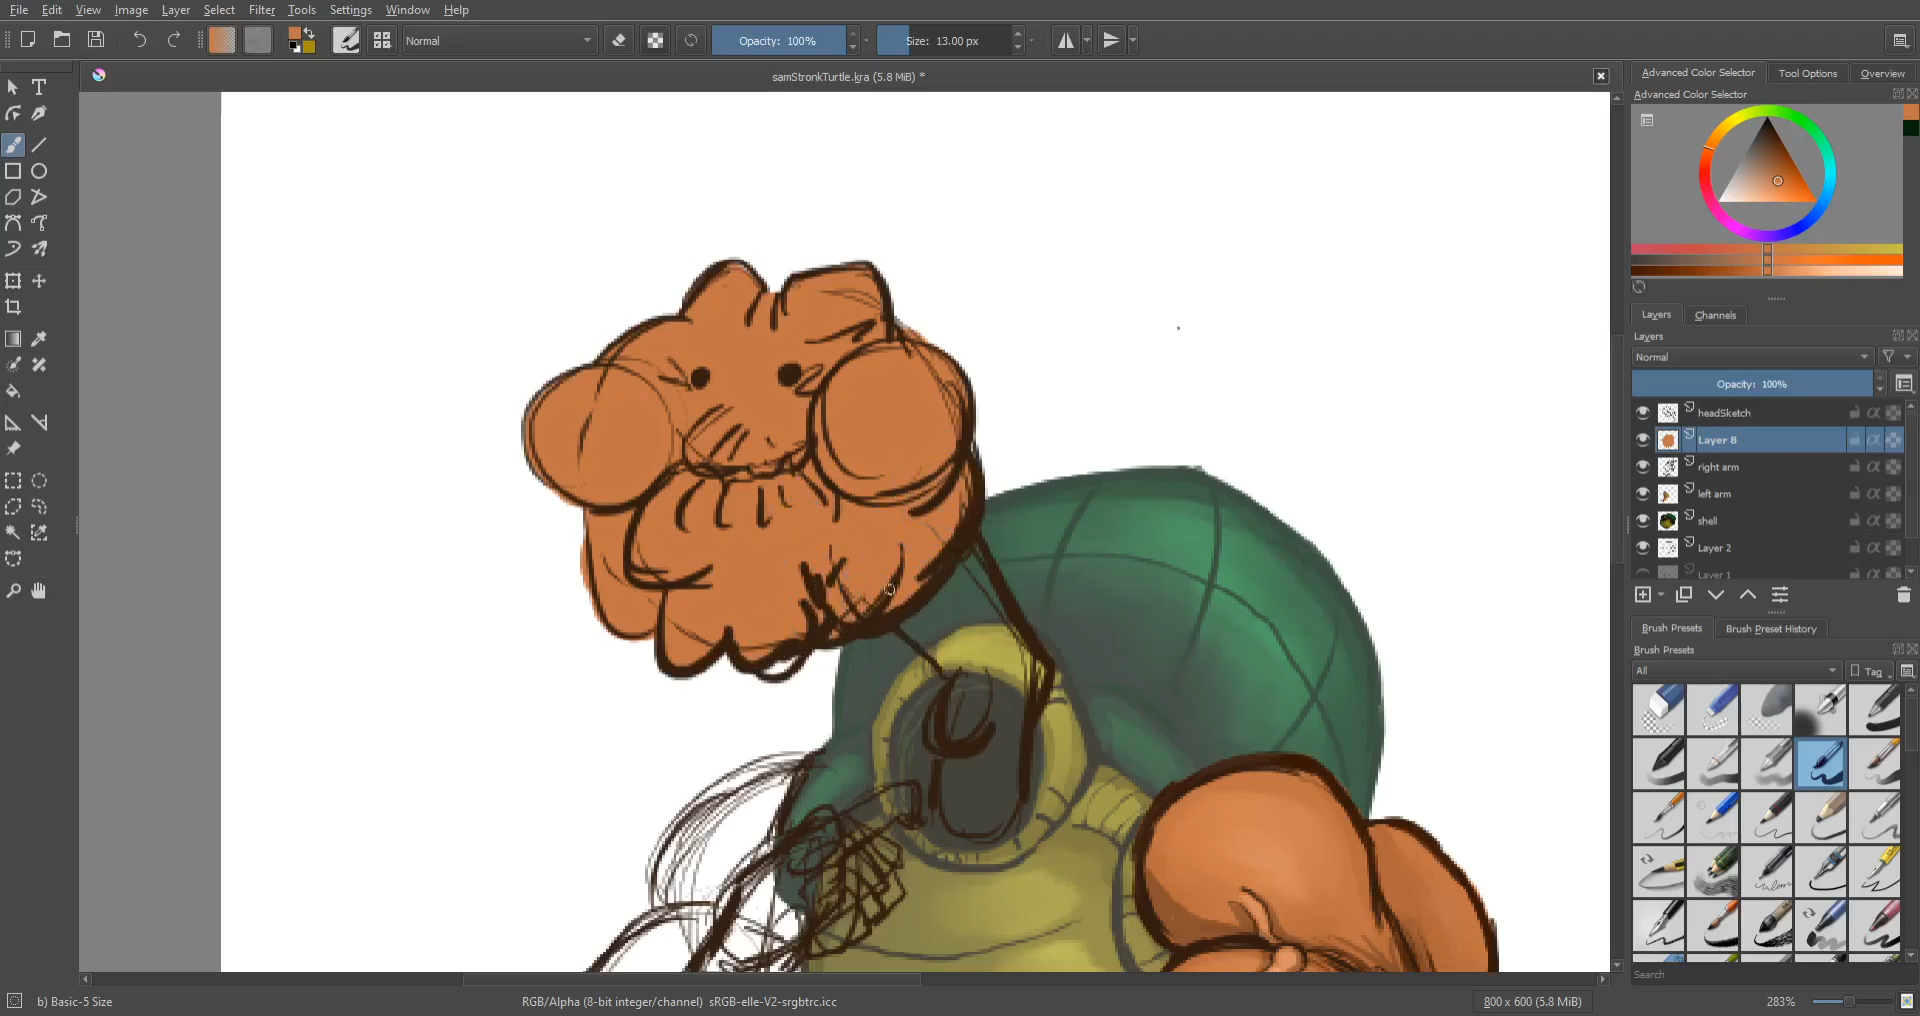 File Edit View Image Layer Select Filter Tools Settings Window Help
Normal Opacity: 100% Size: 13.00 px
samStronkTurtle.kra (5.8 MiB) *
Advanced Color Selector Tool Options Overview
Advanced Color Selector
Layers Channels
Layers
Normal
Opacity: 100%
headSketch
Layer 8
right arm
left arm
shell
Layer 2
Layer 1
Brush Presets Brush Preset History
Brush Presets
All Tag
Search
b) Basic-5 Size RGB/Alpha (8-bit integer/channel) sRGB-elle-V2-srgbtrc.icc 800 x 600 (5.8 MiB) 283%